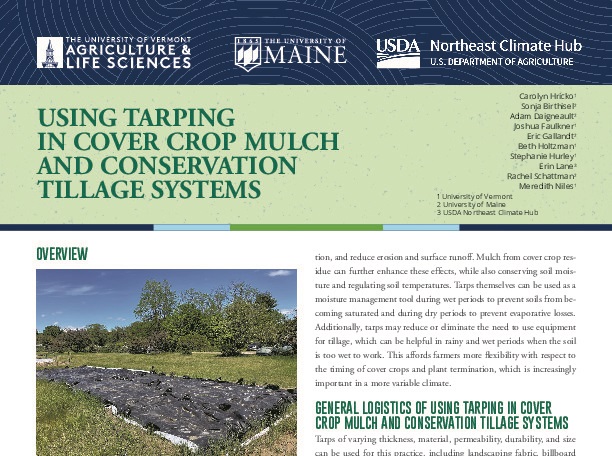 THE UNIVERSITY OF VERMONT
AGRICULTURE &
LIFE SCIENCES
1865
THE UNIVERSITY OF
MAINE
USDA
Northeast Climate Hub
U.S. DEPARTMENT OF AGRICULTURE
USING TARPING
IN COVER CROP MULCH
AND CONSERVATION
TILLAGE SYSTEMS
Carolyn Hricko¹
Sonja Birthisel²
Adam Daigneault²
Joshua Faulkner¹
Eric Gallandt²
Beth Holtzman¹
Stephanie Hurley¹
Erin Lane³
Rachel Schattman²
Meredith Niles¹
1 University of Vermont
2 University of Maine
3 USDA Northeast Climate Hub
OVERVIEW
tion, and reduce erosion and surface runoff. Mulch from cover crop res-
idue can further enhance these effects, while also conserving soil mois-
ture and regulating soil temperatures. Tarps themselves can be used as a
moisture management tool during wet periods to prevent soils from be-
coming saturated and during dry periods to prevent evaporative losses.
Additionally, tarps may reduce or eliminate the need to use equipment
for tillage, which can be helpful in rainy and wet periods when the soil
is too wet to work. This affords farmers more flexibility with respect to
the timing of cover crops and plant termination, which is increasingly
important in a more variable climate.
GENERAL LOGISTICS OF USING TARPING IN COVER
CROP MULCH AND CONSERVATION TILLAGE SYSTEMS
Tarps of varying thickness, material, permeability, durability, and size
can be used for this practice, including landscaping fabric, billboard